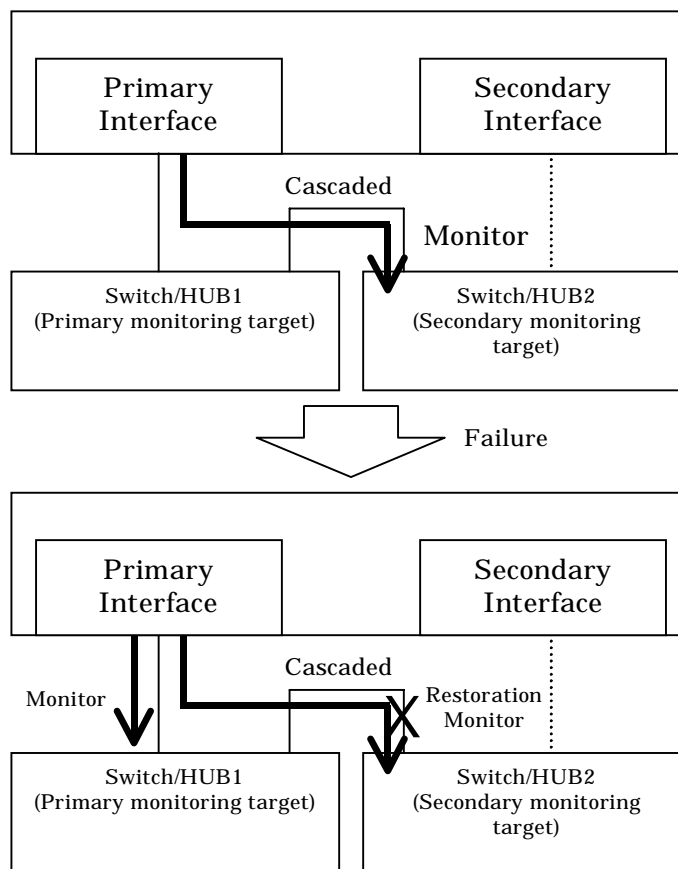 Primary
Interface
Secondary
Interface
Cascaded
Monitor
Switch/HUB1
(Primary monitoring target)
Switch/HUB2
(Secondary monitoring
target)
Failure
Primary
Interface
Secondary
Interface
Cascaded
Monitor
Restoration
Monitor
Switch/HUB1
(Primary monitoring target)
Switch/HUB2
(Secondary monitoring
target)